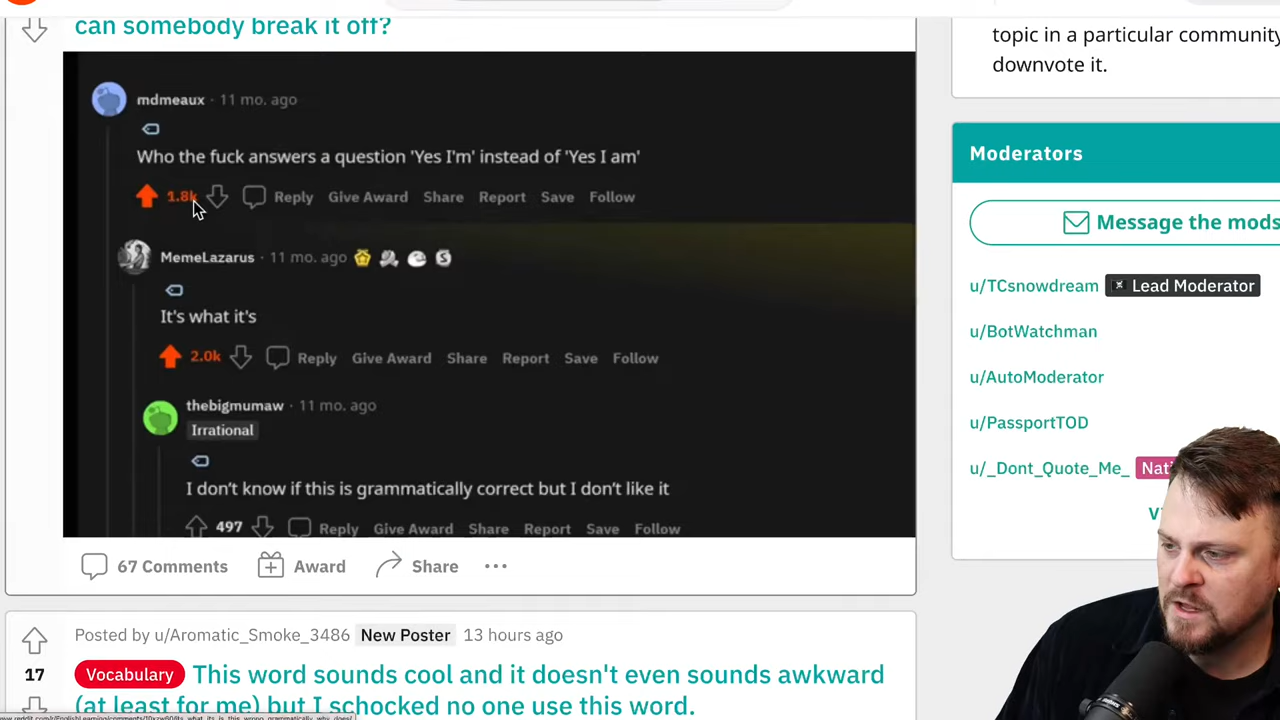 can somebody break it off?
mdmeaux · 11 mo. ago
Who the fuck answers a question 'Yes I'm' instead of 'Yes I am'
1.8k Reply Give Award Share Report Save Follow
MemeLazarus · 11 mo. ago
It's what it's
2.0k Reply Give Award Share Report Save Follow
thebigmumaw · 11 mo. ago
Irrational
I don't know if this is grammatically correct but I don't like it
497 Reply Give Award Share Report Save Follow
67 Comments Award Share
Posted by u/Aromatic_Smoke_3486 New Poster 13 hours ago
17
Vocabulary This word sounds cool and it doesn't even sounds awkward
(at least for me) but I schocked no one use this word.
topic in a particular community
downvote it.
Moderators
Message the mods
u/TCsnowdream Lead Moderator
u/BotWatchman
u/AutoModerator
u/PassportTOD
u/_Dont_Quote_Me_ Nati
V